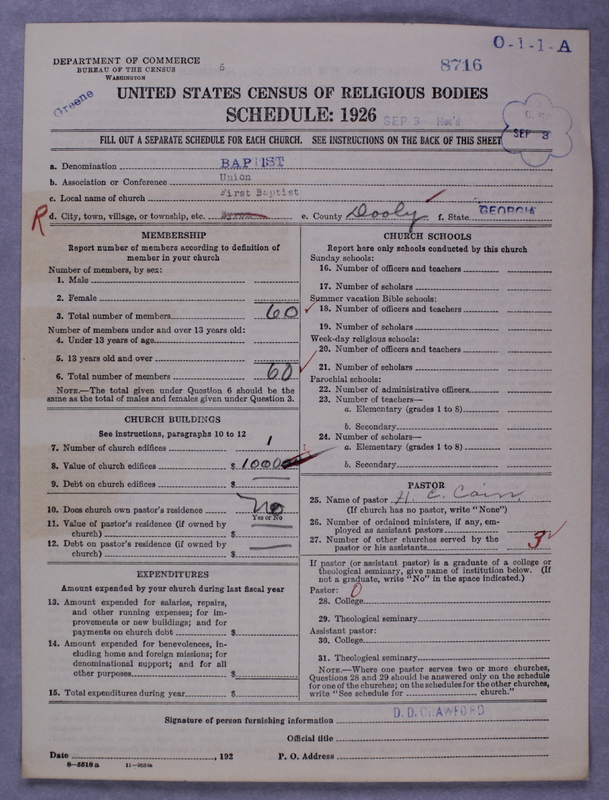 O-1-1-A
DEPARTMENT OF COMMERCE
BUREAU OF THE CENSUS
WASHINGTON
6
8716
Greene
UNITED STATES CENSUS OF RELIGIOUS BODIES
SCHEDULE: 1926
SEP 3
SEP 3
FILL OUT A SEPARATE SCHEDULE FOR EACH CHURCH. SEE INSTRUCTIONS ON THE BACK OF THIS SHEET
a. Denomination BAPTIST
b. Association or Conference Union
c. Local name of church First Baptist
R d. City, town, village, or township, etc. Byron e. County Dooly f. State GEORGIA
MEMBERSHIP
Report number of members according to definition of
member in your church
Number of members, by sex:
1. Male
2. Female
3. Total number of members 60
Number of members under and over 13 years old:
4. Under 13 years of age
5. 13 years old and over
6. Total number of members 60
NOTE.—The total given under Question 6 should be the
same as the total of males and females given under Question 3.
CHURCH BUILDINGS
See instructions, paragraphs 10 to 12
7. Number of church edifices 1
8. Value of church edifices $ 1000
9. Debt on church edifices $
10. Does church own pastor's residence no
Yes or No
11. Value of pastor's residence (if owned by
church) $
12. Debt on pastor's residence (if owned by
church) $
EXPENDITURES
Amount expended by your church during last fiscal year
13. Amount expended for salaries, repairs,
and other running expenses; for im-
provements or new buildings; and for
payments on church debt $
14. Amount expended for benevolences, in-
cluding home and foreign missions; for
denominational support; and for all
other purposes $
15. Total expenditures during year $
CHURCH SCHOOLS
Report here only schools conducted by this church
Sunday schools:
16. Number of officers and teachers
17. Number of scholars
Summer vacation Bible schools:
18. Number of officers and teachers
19. Number of scholars
Week-day religious schools:
20. Number of officers and teachers
21. Number of scholars
Parochial schools:
22. Number of administrative officers
23. Number of teachers—
a. Elementary (grades 1 to 8)
b. Secondary
24. Number of scholars—
a. Elementary (grades 1 to 8)
b. Secondary
PASTOR
25. Name of pastor H. C. Cain
(If church has no pastor, write "None")
26. Number of ordained ministers, if any, em-
ployed as assistant pastors
27. Number of other churches served by the
pastor or his assistants 3
If pastor (or assistant pastor) is a graduate of a college or
theological seminary, give name of institution below. (If
not a graduate, write "No" in the space indicated.)
Pastor: 0
28. College
29. Theological seminary
Assistant pastor:
30. College
31. Theological seminary
NOTE.—Where one pastor serves two or more churches,
Questions 28 and 29 should be answered only on the schedule
for one of the churches; on the schedules for the other churches,
write "See schedule for church."
Signature of person furnishing information D. D. CRAWFORD
Official title
Date , 192 P. O. Address
8—5518a 11—9554a